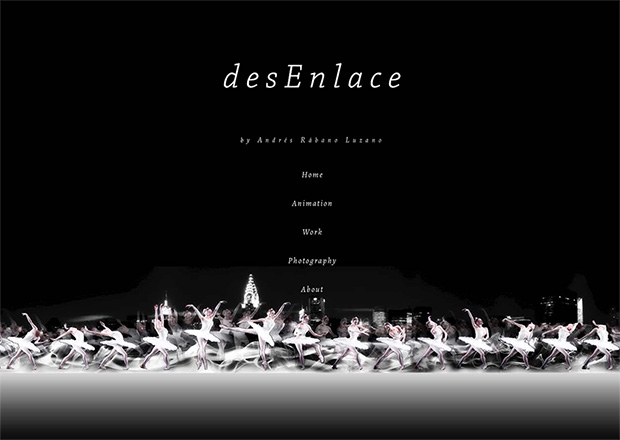 desEnlace
by Andrés Rábano Luzano
Home
Animation
Work
Photography
About